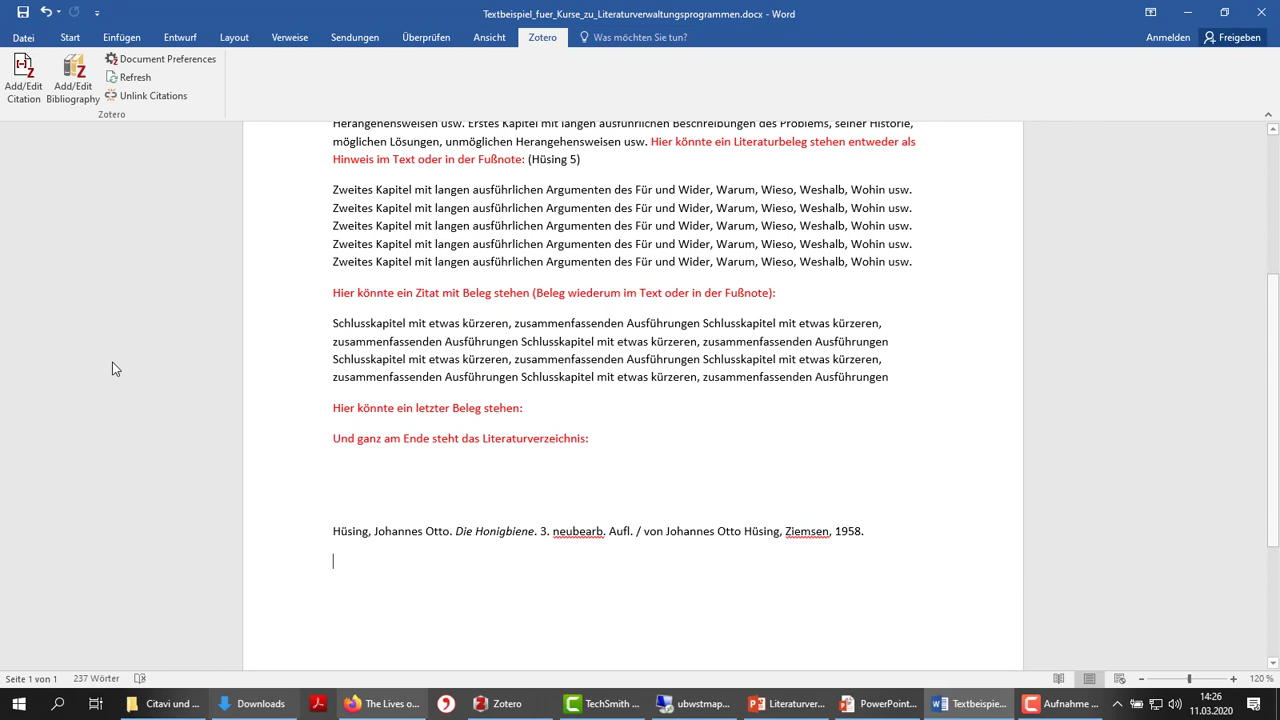 Textbeispiel_fuer_Kurse_zu_Literaturverwaltungsprogrammen.docx - Word
Datei Start Einfügen Entwurf Layout Verweise Sendungen Überprüfen Ansicht Zotero Was möchten Sie tun? Anmelden Freigeben
Add/Edit Citation
Add/Edit Bibliography
Document Preferences
Refresh
Unlink Citations
Zotero
Herangehensweisen usw. Erstes Kapitel mit langen ausführlichen Beschreibungen des Problems, seiner Historie,
möglichen Lösungen, unmöglichen Herangehensweisen usw. Hier könnte ein Literaturbeleg stehen entweder als
Hinweis im Text oder in der Fußnote: (Hüsing 5)
Zweites Kapitel mit langen ausführlichen Argumenten des Für und Wider, Warum, Wieso, Weshalb, Wohin usw.
Zweites Kapitel mit langen ausführlichen Argumenten des Für und Wider, Warum, Wieso, Weshalb, Wohin usw.
Zweites Kapitel mit langen ausführlichen Argumenten des Für und Wider, Warum, Wieso, Weshalb, Wohin usw.
Zweites Kapitel mit langen ausführlichen Argumenten des Für und Wider, Warum, Wieso, Weshalb, Wohin usw.
Zweites Kapitel mit langen ausführlichen Argumenten des Für und Wider, Warum, Wieso, Weshalb, Wohin usw.
Hier könnte ein Zitat mit Beleg stehen (Beleg wiederum im Text oder in der Fußnote):
Schlusskapitel mit etwas kürzeren, zusammenfassenden Ausführungen Schlusskapitel mit etwas kürzeren,
zusammenfassenden Ausführungen Schlusskapitel mit etwas kürzeren, zusammenfassenden Ausführungen
Schlusskapitel mit etwas kürzeren, zusammenfassenden Ausführungen Schlusskapitel mit etwas kürzeren,
zusammenfassenden Ausführungen Schlusskapitel mit etwas kürzeren, zusammenfassenden Ausführungen
Hier könnte ein letzter Beleg stehen:
Und ganz am Ende steht das Literaturverzeichnis:
Hüsing, Johannes Otto. Die Honigbiene. 3. neubearb. Aufl. / von Johannes Otto Hüsing, Ziemsen, 1958.
Seite 1 von 1 237 Wörter 120 %
Citavi und ... Downloads The Lives o... Zotero TechSmith ... ubwstmap... Literaturver... PowerPoint... Textbeispie... Aufnahme ... 14:26
11.03.2020